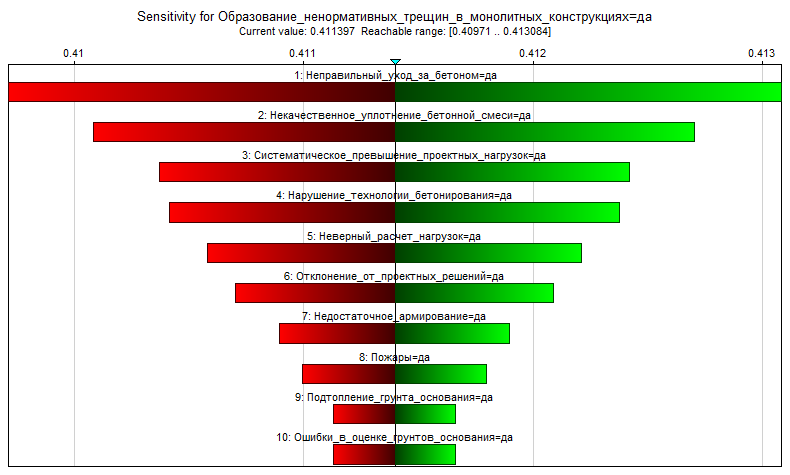 Sensitivity for Образование_ненормативных_трещин_в_монолитных_конструкциях=да
Current value: 0.411397 Reachable range: [0.40971 .. 0.413084]
0.41 0.411 0.412 0.413
1: Неправильный_уход_за_бетоном=да
2: Некачественное_уплотнение_бетонной_смеси=да
3: Систематическое_превышение_проектных_нагрузок=да
4: Нарушение_технологии_бетонирования=да
5: Неверный_расчет_нагрузок=да
6: Отклонение_от_проектных_решений=да
7: Недостаточное_армирование=да
8: Пожары=да
9: Подтопление_грунта_основания=да
10: Ошибки_в_оценке_грунтов_основания=да